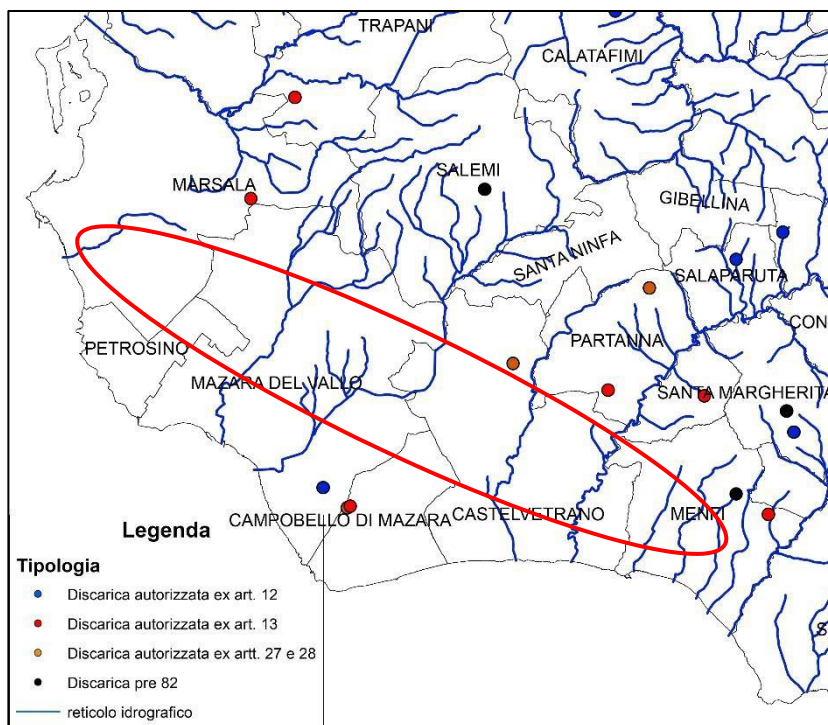 TRAPANI
CALATAFIMI
SALEMI
MARSALA
GIBELLINA
SANTA NINFA
SALAPARUTA
CON
PETROSINO
PARTANNA
MAZARA DEL VALLO
SANTA MARGHERITA
CAMPOBELLO DI MAZARA
CASTELVETRANO
MENFI
S
Legenda
Tipologia
Discarica autorizzata ex art. 12
Discarica autorizzata ex art. 13
Discarica autorizzata ex artt. 27 e 28
Discarica pre 82
reticolo idrografico